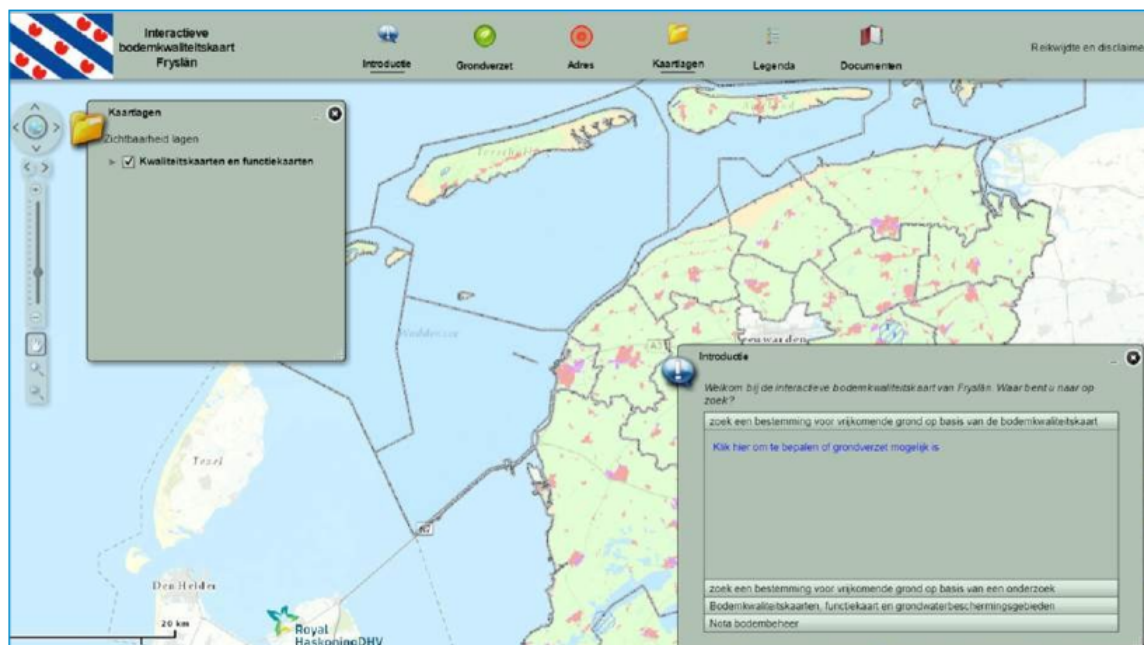 Interactieve
bodemkwaliteitskaart
Fryslân
Introductie
Grondverzet
Adres
Kaartlagen
Legenda
Documenten
Reikwijdte en disclaime
Kaartlagen
Zichtbaarheid lagen
Kwaliteitskaarten en functiekaarten
Texel
Den Helder
20 km
Royal
HaskoningDHV
A7
eeuwarden
Introductie
Welkom bij de interactieve bodemkwaliteitskaart van Fryslân. Waar bent u naar op
zoek?
zoek een bestemming voor vrijkomende grond op basis van de bodemkwaliteitskaart
Klik hier om te bepalen of grondverzet mogelijk is
zoek een bestemming voor vrijkomende grond op basis van een onderzoek
Bodemkwaliteitskaarten, functiekaart en grondwaterbeschermingsgebieden
Nota bodembeheer